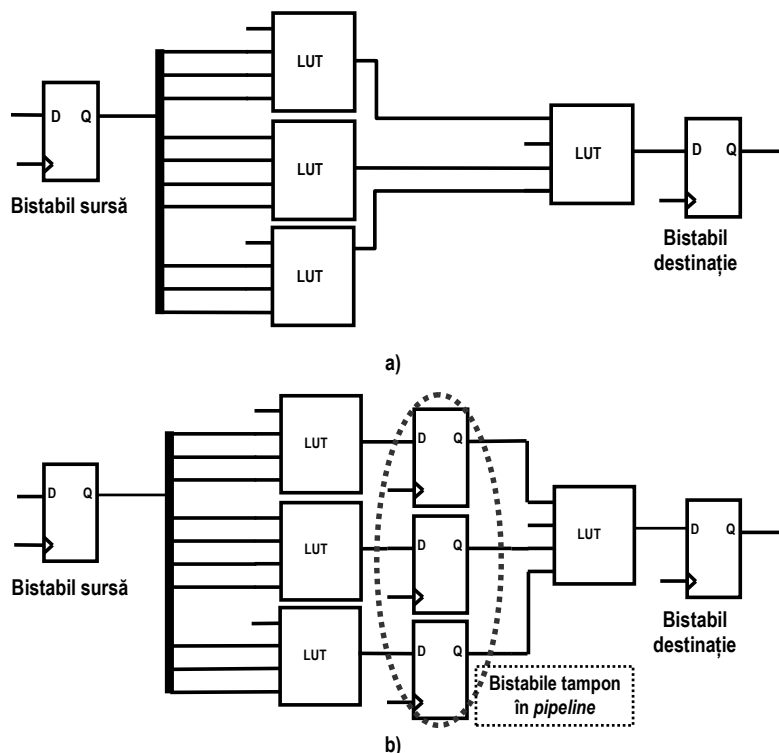 LUT
D Q
LUT
LUT
D Q
Bistabil sursă
LUT
Bistabil
destinație
a)
LUT
D Q
D Q
LUT
D Q
LUT
D Q
Bistabil sursă
LUT
D Q
Bistabil
destinație
Bistabile tampon
în pipeline
b)